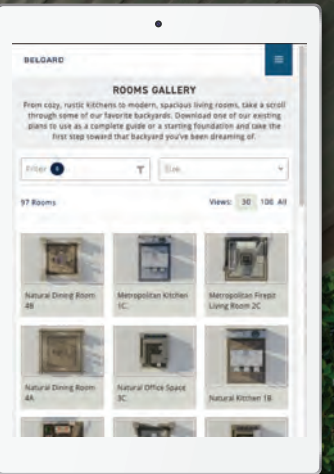 BELGARD
ROOMS GALLERY
From cozy, rustic kitchens to modern, spacious living rooms, take a scroll
through some of our favorite backyards. Download one of our existing
plans to use as a complete guide or a starting foundation and take the
first step toward that backyard you've been dreaming of.
Filter
Size
97 Rooms
Views: 30 100 All
Natural Dining Room
4B
Metropolitan Kitchen
1C
Metropolitan Firepit
Living Room 2C
Natural Dining Room
4A
Natural Office Space
3C
Natural Kitchen 1B